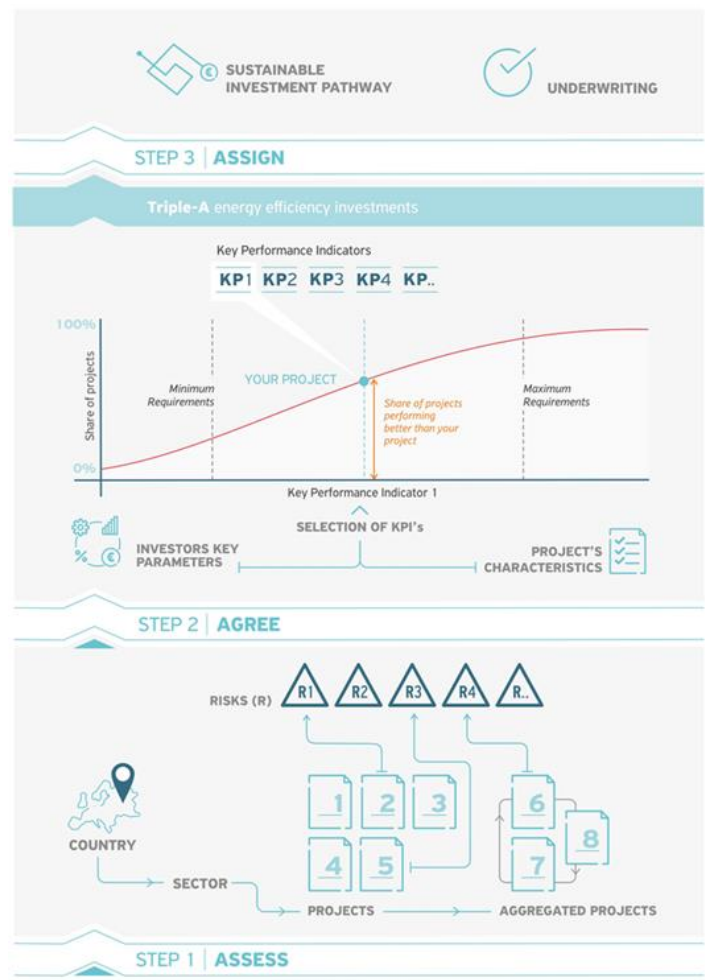 SUSTAINABLE
INVESTMENT PATHWAY
UNDERWRITING
STEP 3 | ASSIGN
Triple-A energy efficiency investments
Key Performance Indicators
KP1 KP2 KP3 KP4 KP..
100%
Share of projects
0%
Minimum
Requirements
YOUR PROJECT
Share of projects
performing
better than your
project
Maximum
Requirements
Key Performance Indicator 1
SELECTION OF KPI's
%
€
INVESTORS KEY
PARAMETERS
PROJECT'S
CHARACTERISTICS
STEP 2 | AGREE
RISKS (R)
R1 R2 R3 R4 R..
1 2 3
4 5
6
7
8
COUNTRY
SECTOR
PROJECTS
AGGREGATED PROJECTS
STEP 1 | ASSESS